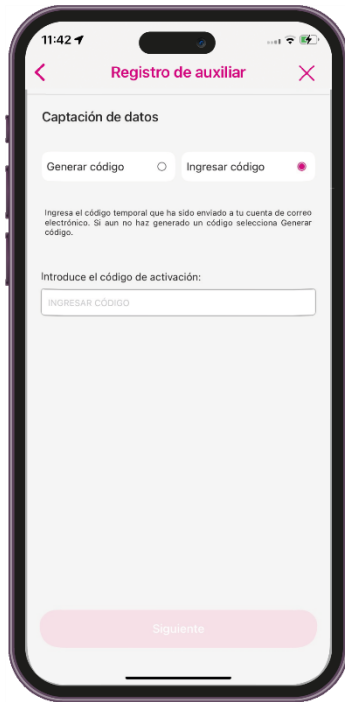 11:42
Registro de auxiliar
Captación de datos
Generar código
Ingresar código
Ingresa el código temporal que ha sido enviado a tu cuenta de correo
electrónico. Si aun no haz generado un código selecciona Generar
código.
Introduce el código de activación:
INGRESAR CÓDIGO
Siguiente